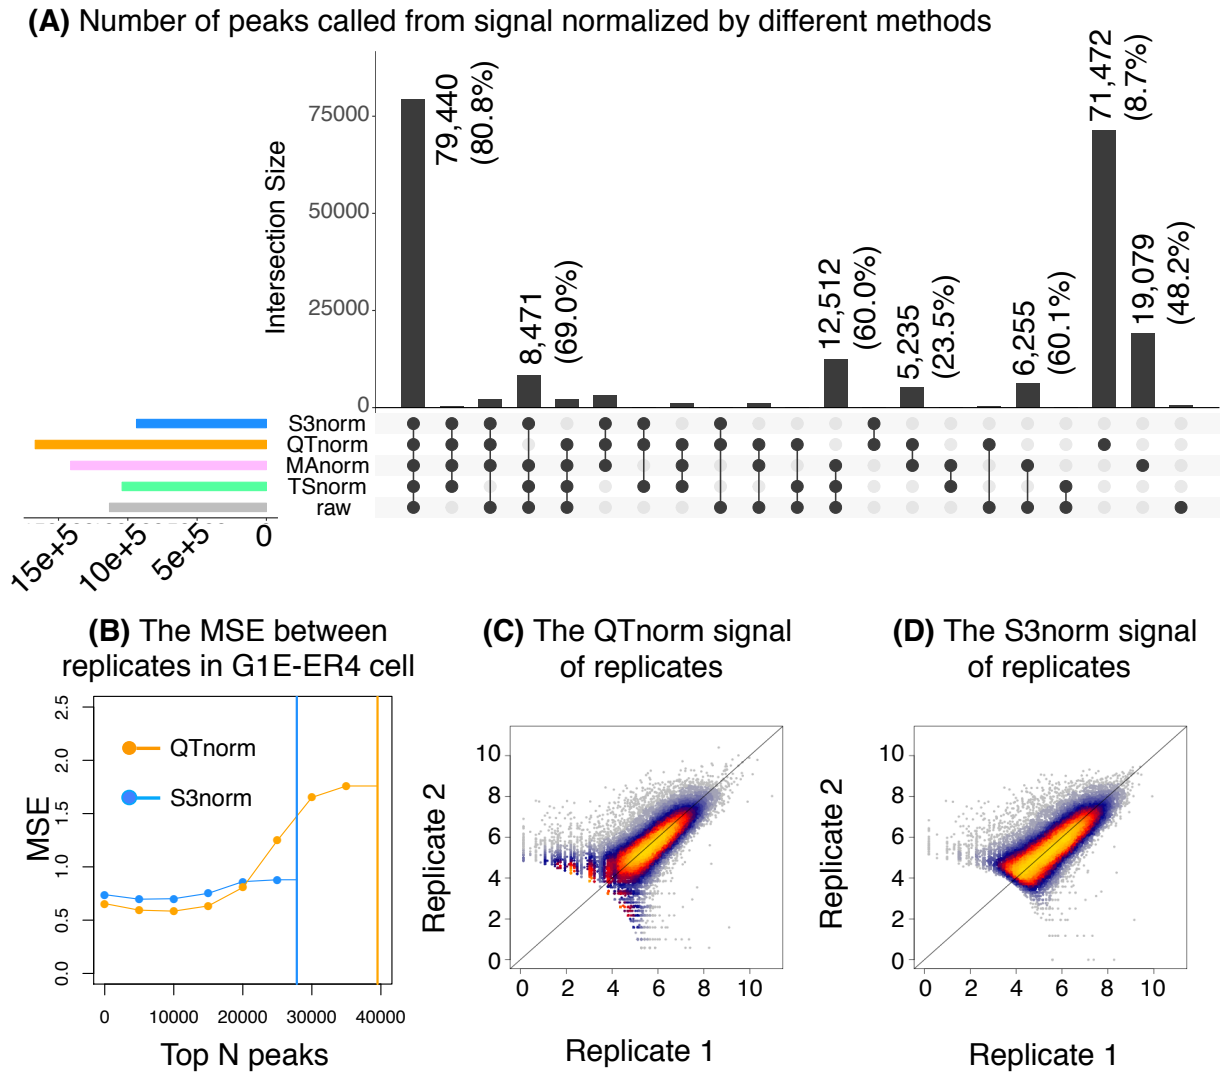 (A) Number of peaks called from signal normalized by different methods
Intersection Size
75000
50000
25000
0
79,440
(80.8%)
8,471
(69.0%)
12,512
(60.0%)
5,235
(23.5%)
6,255
(60.1%)
71,472
(8.7%)
19,079
(48.2%)
S3norm
QTnorm
MAnorm
TSnorm
raw
15e+5
10e+5
5e+5
0
(B) The MSE between
replicates in G1E-ER4 cell
MSE
2.5
2.0
1.5
1.0
0.5
0.0
QTnorm
S3norm
0 10000 20000 30000 40000
Top N peaks
(C) The QTnorm signal
of replicates
Replicate 2
10
8
6
4
2
0
0 2 4 6 8 10
Replicate 1
(D) The S3norm signal
of replicates
Replicate 2
10
8
6
4
2
0
0 2 4 6 8 10
Replicate 1